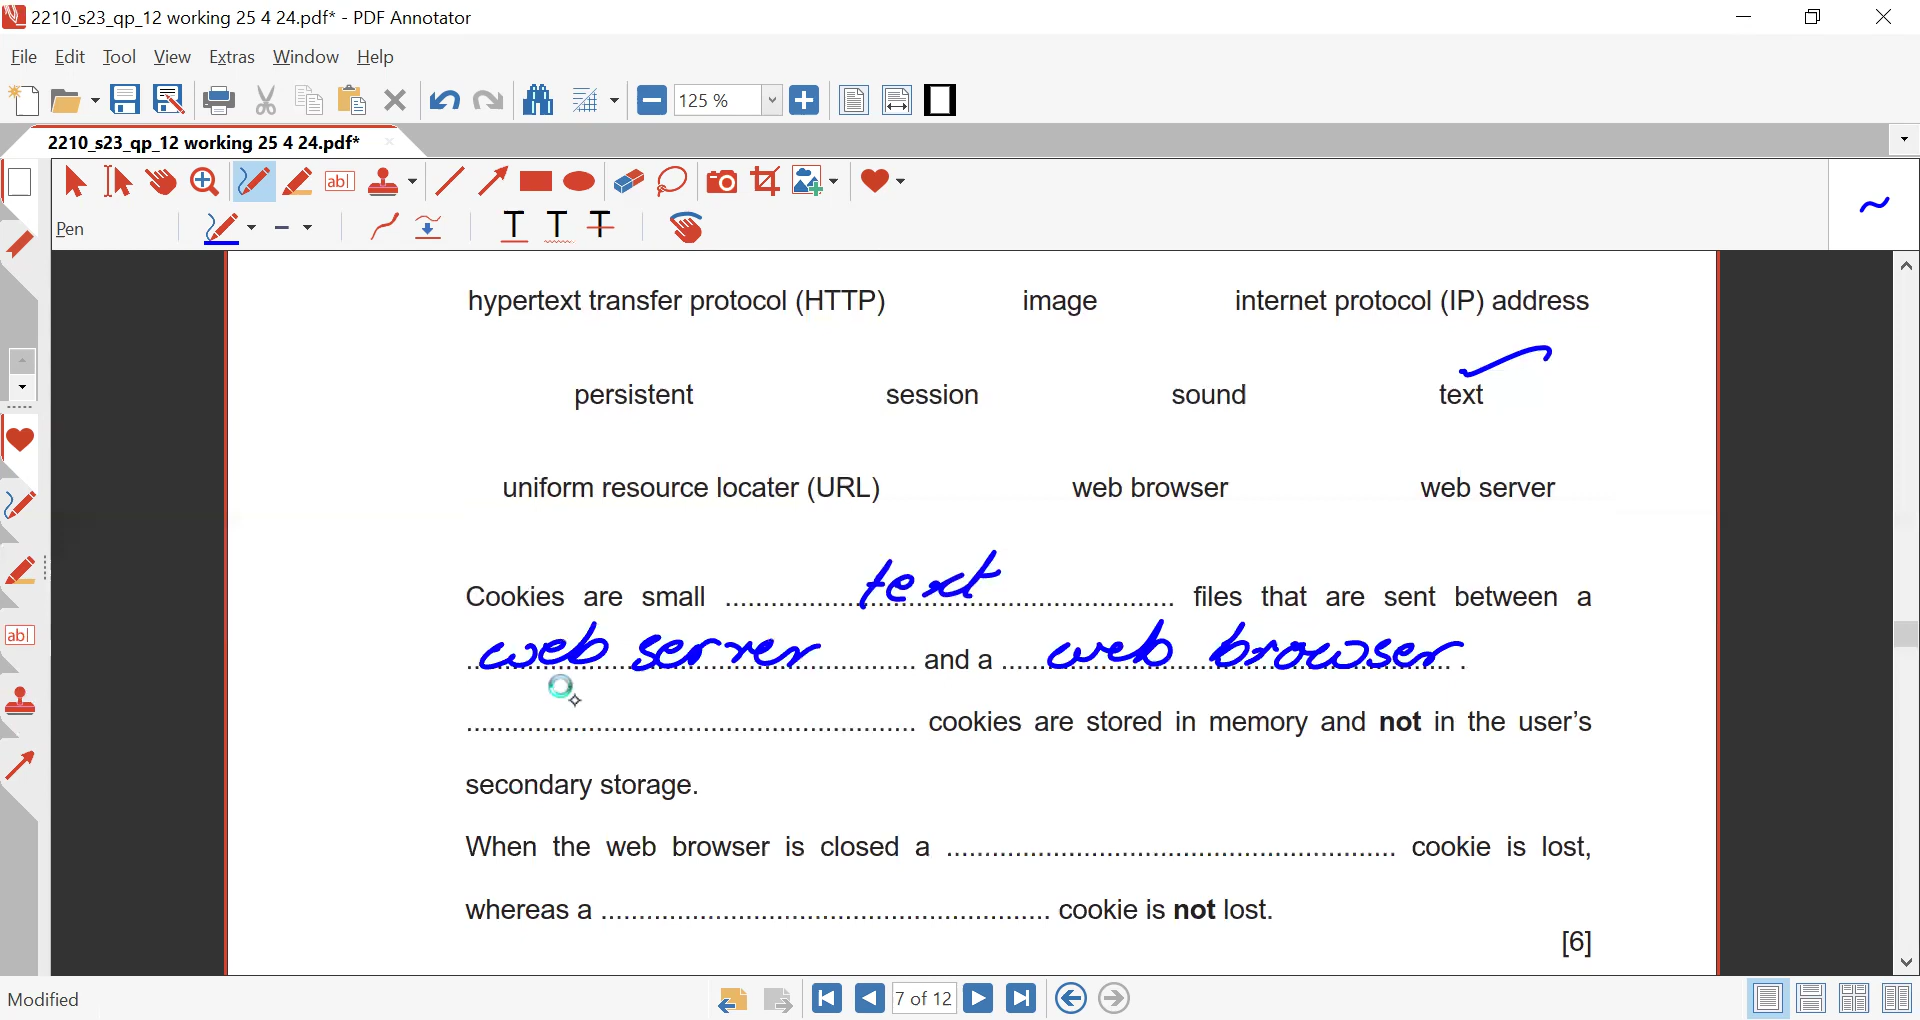 2210_s23_qp_12 working 25 4 24.pdf* - PDF Annotator
File Edit Tool View Extras Window Help
125 %
2210_s23_qp_12 working 25 4 24.pdf*
ab|
Pen
T T T
hypertext transfer protocol (HTTP) image internet protocol (IP) address
persistent session sound text
uniform resource locater (URL) web browser web server
Cookies are small text files that are sent between a
web server and a web browser.
........................................................... cookies are stored in memory and not in the user's
secondary storage.
When the web browser is closed a ........................................................... cookie is lost,
whereas a ........................................................... cookie is not lost.
[6]
ab|
Modified
7 of 12